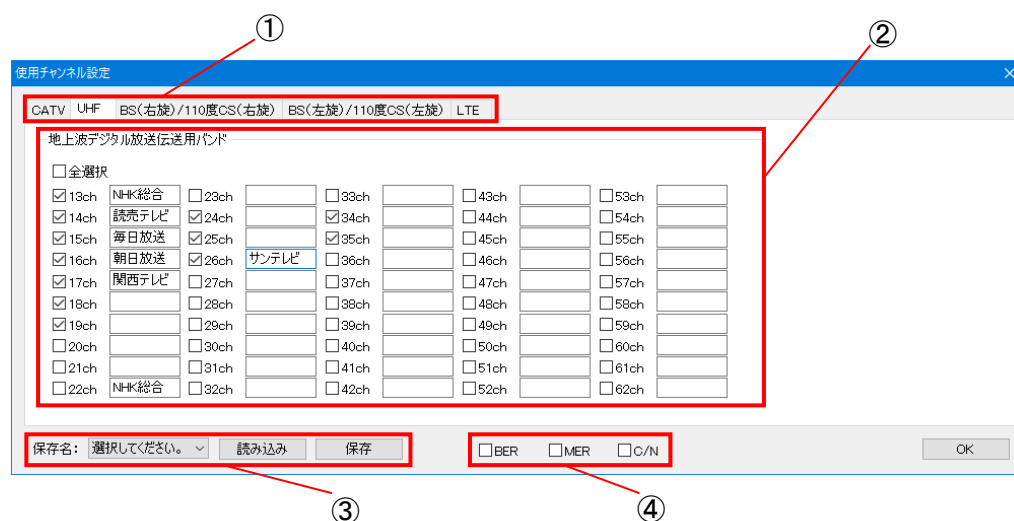 ①
②
使用チャンネル設定
CATV UHF BS(右旋)/110度CS(右旋) BS(左旋)/110度CS(左旋) LTE
地上波デジタル放送伝送用バンド
全選択
13ch NHK総合 23ch 33ch 43ch 53ch
14ch 読売テレビ 24ch 34ch 44ch 54ch
15ch 毎日放送 25ch 35ch 45ch 55ch
16ch 朝日放送 26ch サンテレビ 36ch 46ch 56ch
17ch 関西テレビ 27ch 37ch 47ch 57ch
18ch 28ch 38ch 48ch 58ch
19ch 29ch 39ch 49ch 59ch
20ch 30ch 40ch 50ch 60ch
21ch 31ch 41ch 51ch 61ch
22ch NHK総合 32ch 42ch 52ch 62ch
保存名: 選択してください。 読み込み 保存 BER MER C/N OK
③
④